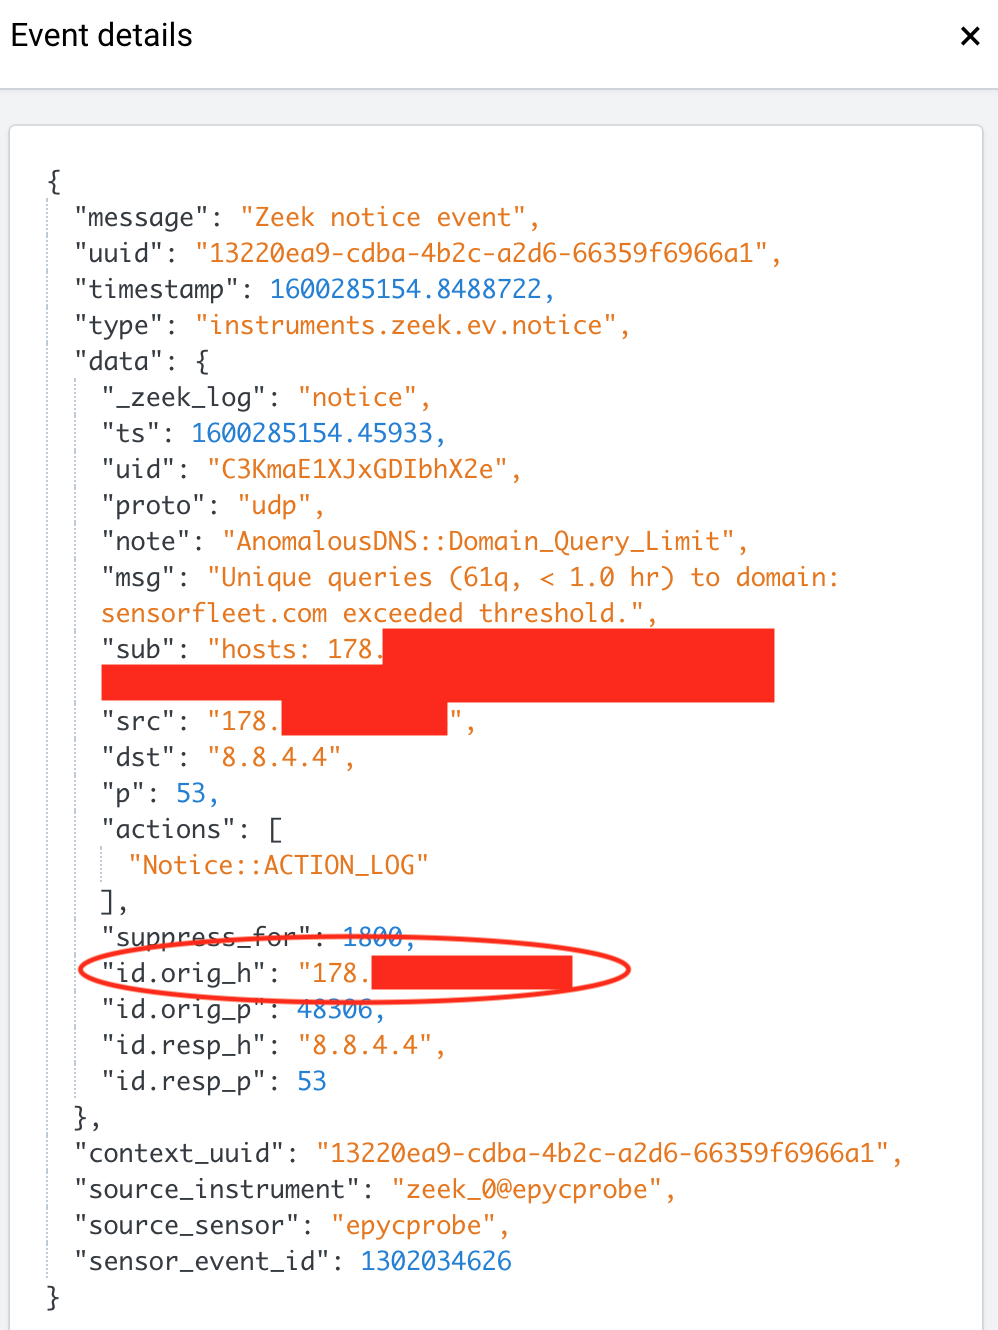 Event details ×
{
"message": "Zeek notice event",
"uuid": "13220ea9-cdba-4b2c-a2d6-66359f6966a1",
"timestamp": 1600285154.8488722,
"type": "instruments.zeek.ev.notice",
"data": {
"_zeek_log": "notice",
"ts": 1600285154.45933,
"uid": "C3KmaE1XJxGDIbhX2e",
"proto": "udp",
"note": "AnomalousDNS::Domain_Query_Limit",
"msg": "Unique queries (61q, < 1.0 hr) to domain:
sensorfleet.com exceeded threshold.",
"sub": "hosts: 178.
"src": "178. ",
"dst": "8.8.4.4",
"p": 53,
"actions": [
"Notice::ACTION_LOG"
],
"suppress_for": 1800,
"id.orig_h": "178.
"id.orig_p": 48306,
"id.resp_h": "8.8.4.4",
"id.resp_p": 53
},
"context_uuid": "13220ea9-cdba-4b2c-a2d6-66359f6966a1",
"source_instrument": "zeek_0@epycprobe",
"source_sensor": "epycprobe",
"sensor_event_id": 1302034626
}